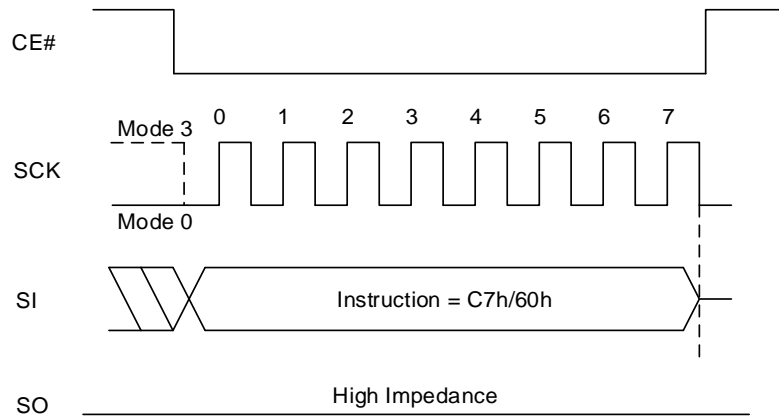 CE#
Mode 3
0 1 2 3 4 5 6 7
SCK
Mode 0
SI
Instruction = C7h/60h
SO
High Impedance